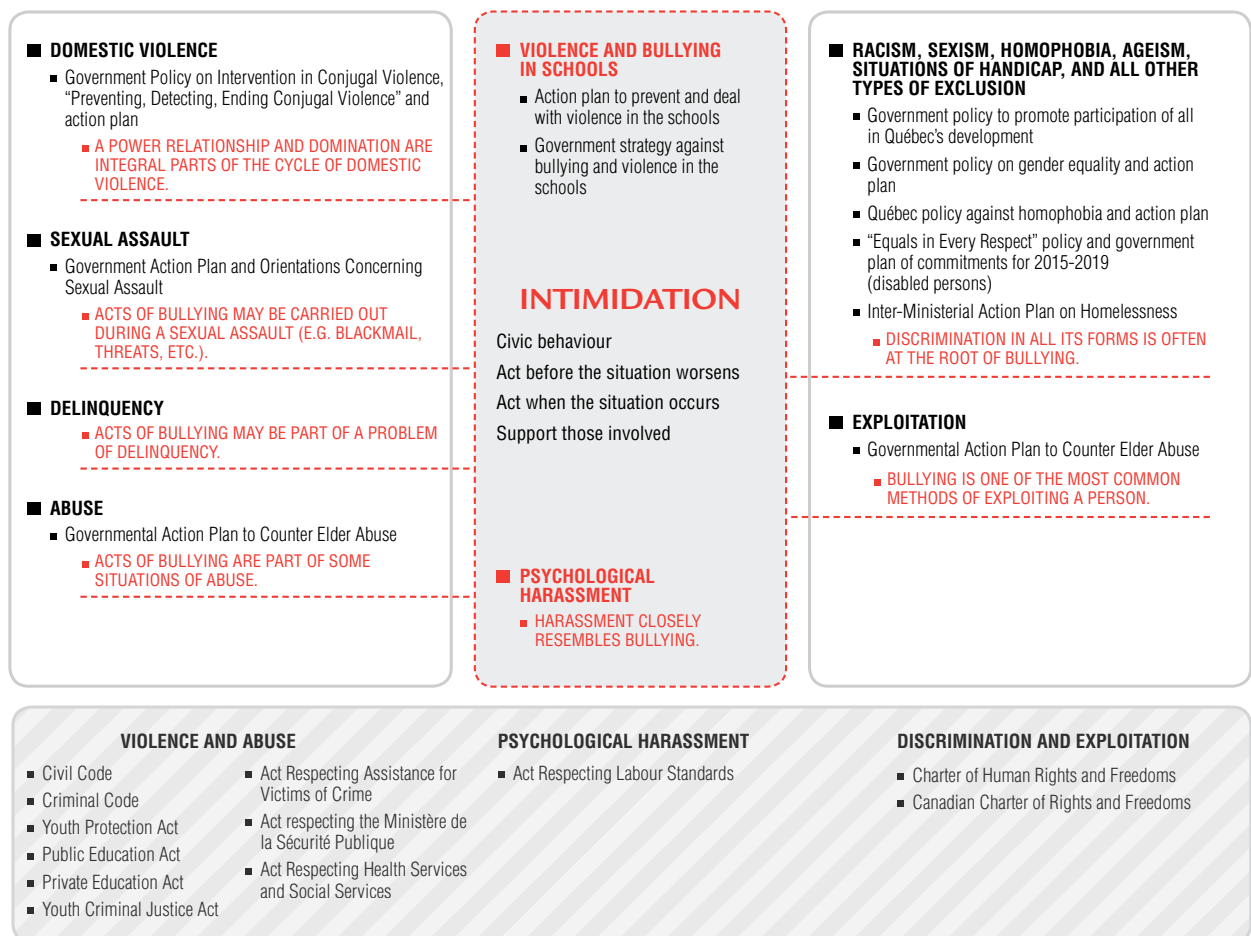 DOMESTIC VIOLENCE
Government Policy on Intervention in Conjugal Violence,
“Preventing, Detecting, Ending Conjugal Violence” and
action plan
A POWER RELATIONSHIP AND DOMINATION ARE
INTEGRAL PARTS OF THE CYCLE OF DOMESTIC
VIOLENCE.
SEXUAL ASSAULT
Government Action Plan and Orientations Concerning
Sexual Assault
ACTS OF BULLYING MAY BE CARRIED OUT
DURING A SEXUAL ASSAULT (E.G. BLACKMAIL,
THREATS, ETC.).
DELINQUENCY
ACTS OF BULLYING MAY BE PART OF A PROBLEM
OF DELINQUENCY.
ABUSE
Governmental Action Plan to Counter Elder Abuse
ACTS OF BULLYING ARE PART OF SOME
SITUATIONS OF ABUSE.
VIOLENCE AND BULLYING
IN SCHOOLS
Action plan to prevent and deal
with violence in the schools
Government strategy against
bullying and violence in the
schools
INTIMIDATION
Civic behaviour
Act before the situation worsens
Act when the situation occurs
Support those involved
PSYCHOLOGICAL
HARASSMENT
HARASSMENT CLOSELY
RESEMBLES BULLYING.
RACISM, SEXISM, HOMOPHOBIA, AGEISM,
SITUATIONS OF HANDICAP, AND ALL OTHER
TYPES OF EXCLUSION
Government policy to promote participation of all
in Québec’s development
Government policy on gender equality and action
plan
Québec policy against homophobia and action plan
“Equals in Every Respect” policy and government
plan of commitments for 2015-2019
(disabled persons)
Inter-Ministerial Action Plan on Homelessness
DISCRIMINATION IN ALL ITS FORMS IS OFTEN
AT THE ROOT OF BULLYING.
EXPLOITATION
Governmental Action Plan to Counter Elder Abuse
BULLYING IS ONE OF THE MOST COMMON
METHODS OF EXPLOITING A PERSON.
VIOLENCE AND ABUSE
Civil Code
Criminal Code
Youth Protection Act
Public Education Act
Private Education Act
Youth Criminal Justice Act
Act Respecting Assistance for
Victims of Crime
Act respecting the Ministère de
la Sécurité Publique
Act Respecting Health Services
and Social Services
PSYCHOLOGICAL HARASSMENT
Act Respecting Labour Standards
DISCRIMINATION AND EXPLOITATION
Charter of Human Rights and Freedoms
Canadian Charter of Rights and Freedoms